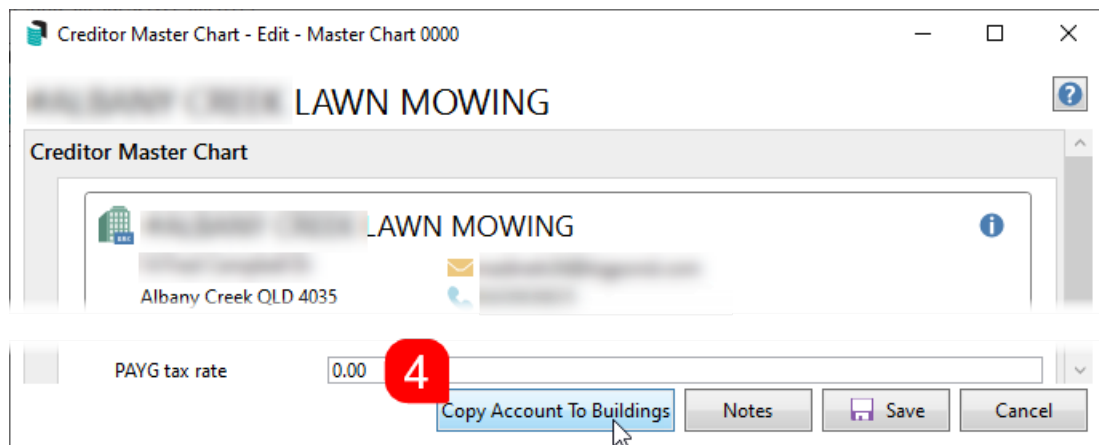 Creditor Master Chart - Edit - Master Chart 0000
LAWN MOWING
Creditor Master Chart
LAWN MOWING
Albany Creek QLD 4035
PAYG tax rate 0.00
4
Copy Account To Buildings Notes Save Cancel